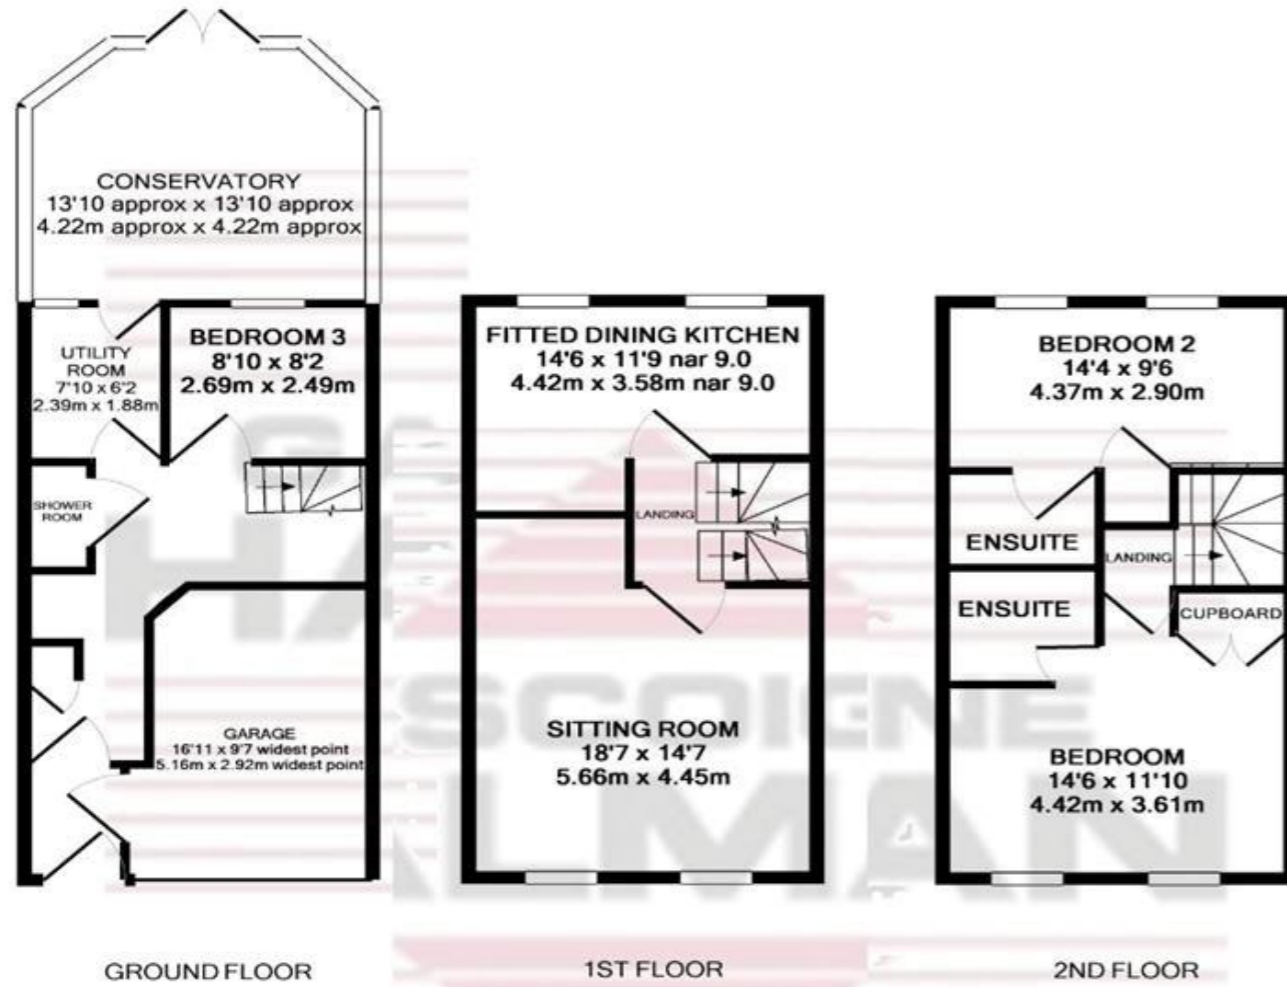 CONSERVATORY
13'10 approx x 13'10 approx
4.22m approx x 4.22m approx
UTILITY
ROOM
7'10 x 6'2
2.39m x 1.88m
BEDROOM 3
8'10 x 8'2
2.69m x 2.49m
SHOWER
ROOM
GARAGE
16'11 x 9'7 widest point
5.16m x 2.92m widest point
GROUND FLOOR
FITTED DINING KITCHEN
14'6 x 11'9 nar 9.0
4.42m x 3.58m nar 9.0
LANDING
SITTING ROOM
18'7 x 14'7
5.66m x 4.45m
1ST FLOOR
BEDROOM 2
14'4 x 9'6
4.37m x 2.90m
ENSUITE
LANDING
ENSUITE
CUPBOARD
BEDROOM
14'6 x 11'10
4.42m x 3.61m
2ND FLOOR
GASCOIGNE
HALMAN